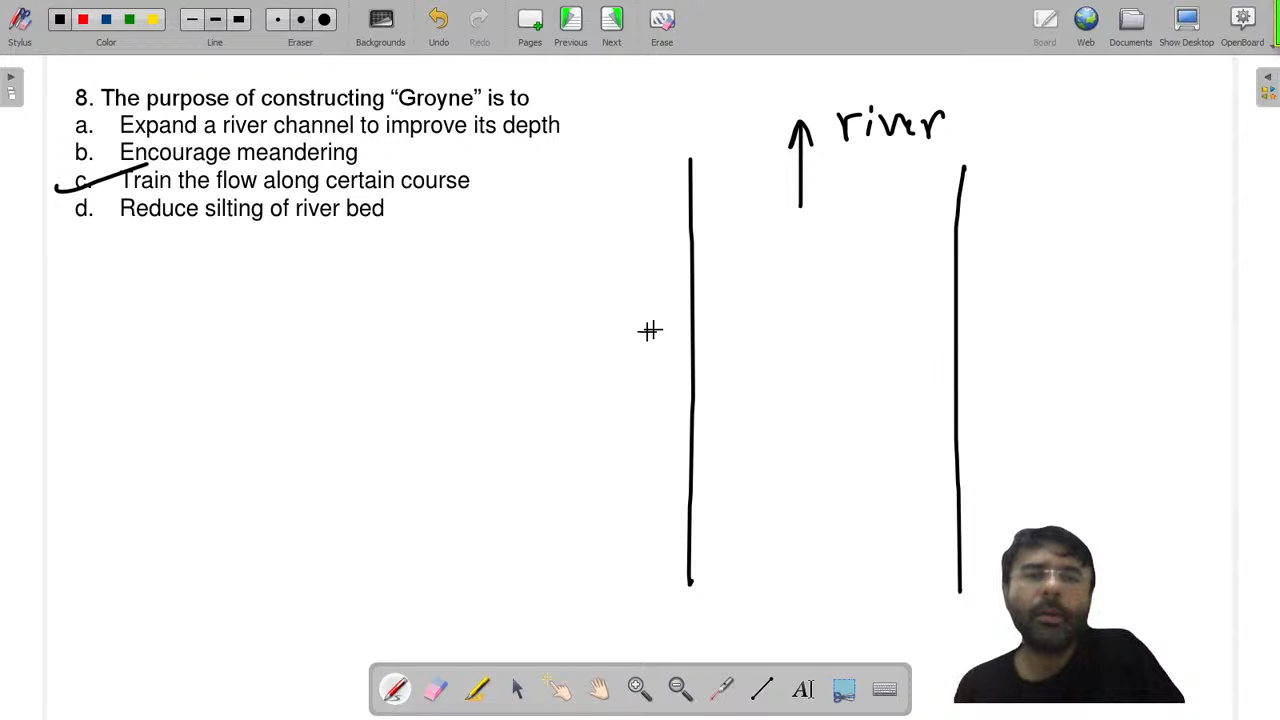 Stylus
Color
Line
Eraser
Backgrounds
Undo
Redo
Pages
Previous
Next
Erase
Board
Web
Documents
Show Desktop
OpenBoard
8. The purpose of constructing “Groyne” is to
a. Expand a river channel to improve its depth
b. Encourage meandering
c. Train the flow along certain course
d. Reduce silting of river bed
river